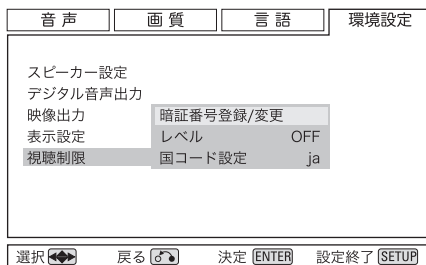 音声 画質 言語 環境設定
スピーカー設定
デジタル音声出力
映像出力 暗証番号登録/変更
表示設定 レベル OFF
視聴制限 国コード設定 ja
選択 戻る 決定 ENTER 設定終了 SETUP